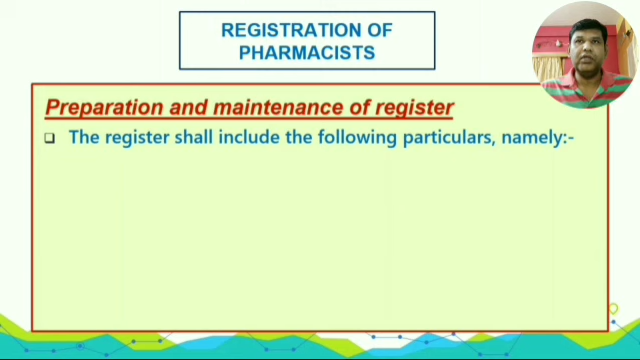 REGISTRATION OF
PHARMACISTS
Preparation and maintenance of register
❑ The register shall include the following particulars, namely:-